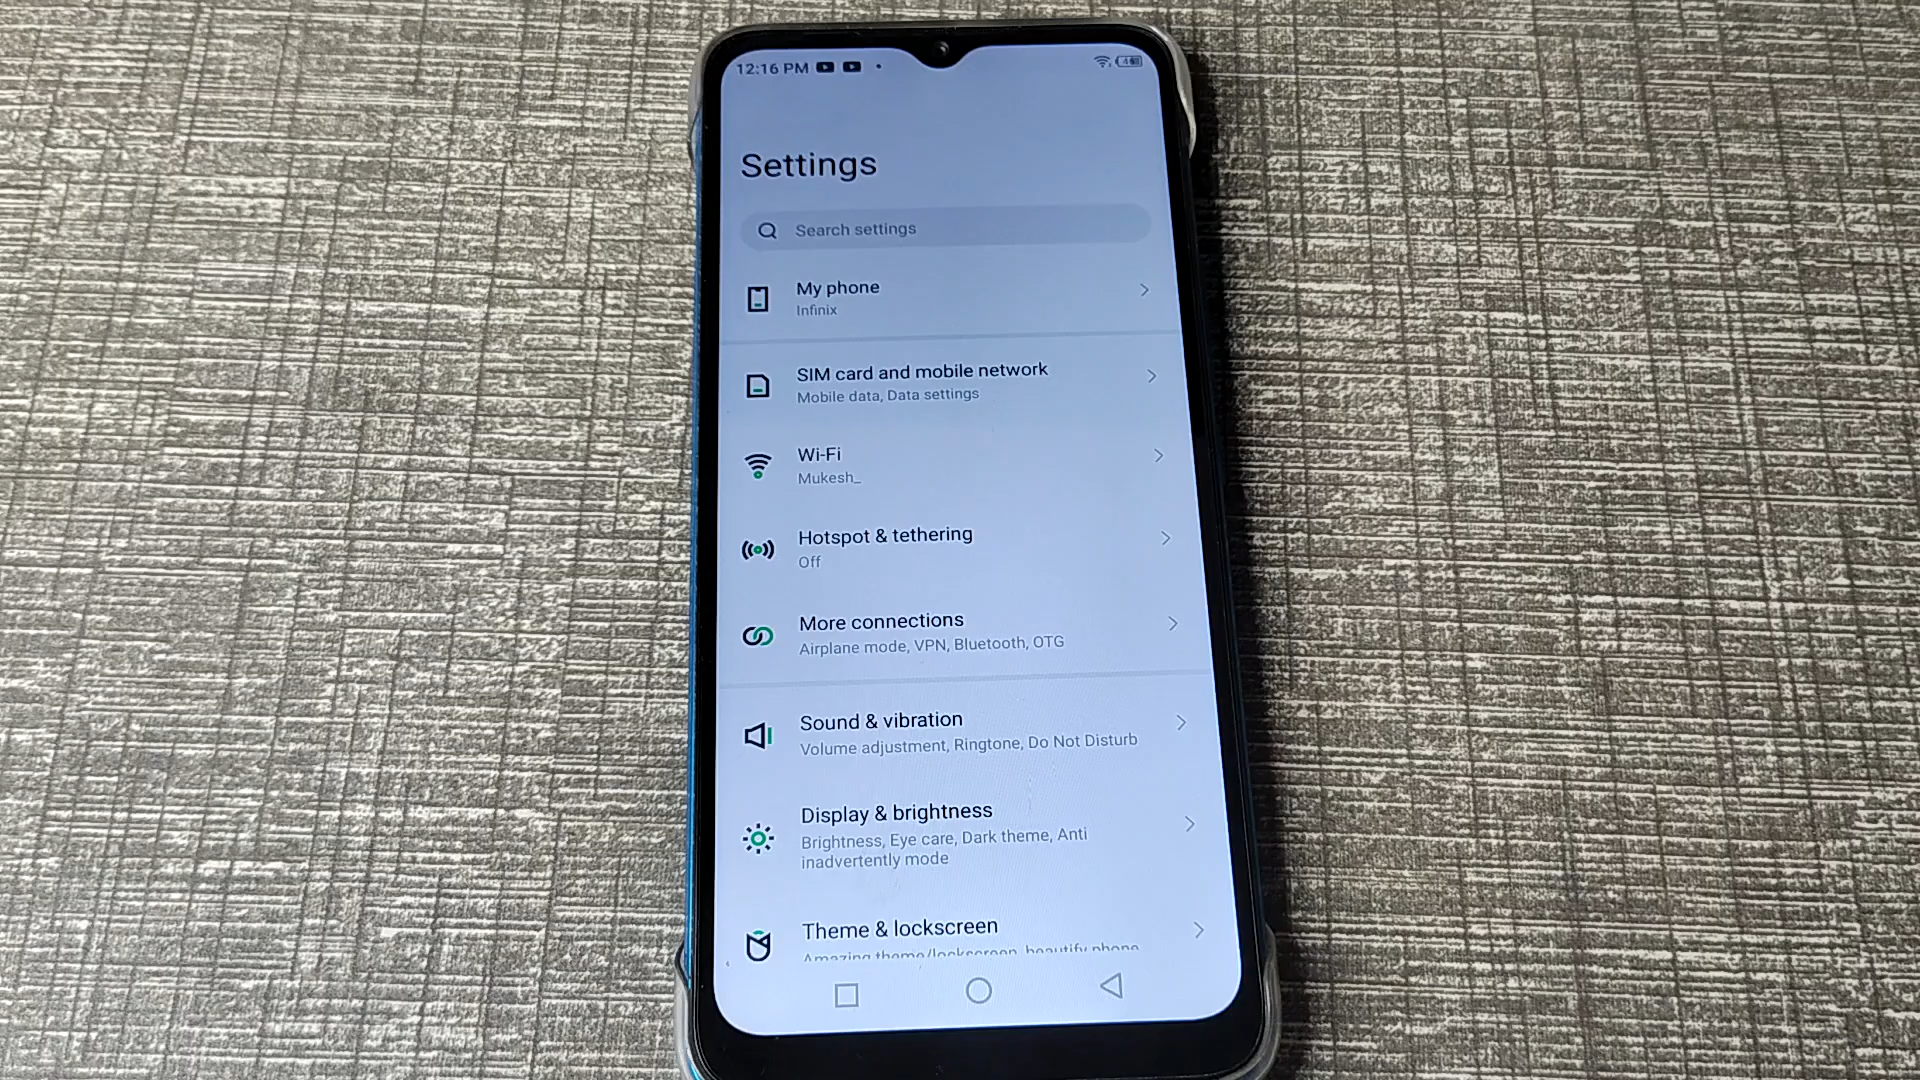 12:16 PM
Settings
Search settings
My phone
Infinix
SIM card and mobile network
Mobile data, Data settings
Wi-Fi
Mukesh_
Hotspot & tethering
Off
More connections
Airplane mode, VPN, Bluetooth, OTG
Sound & vibration
Volume adjustment, Ringtone, Do Not Disturb
Display & brightness
Brightness, Eye care, Dark theme, Anti
inadvertently mode
Theme & lockscreen
Amazing theme/lockscreen, beautify phone